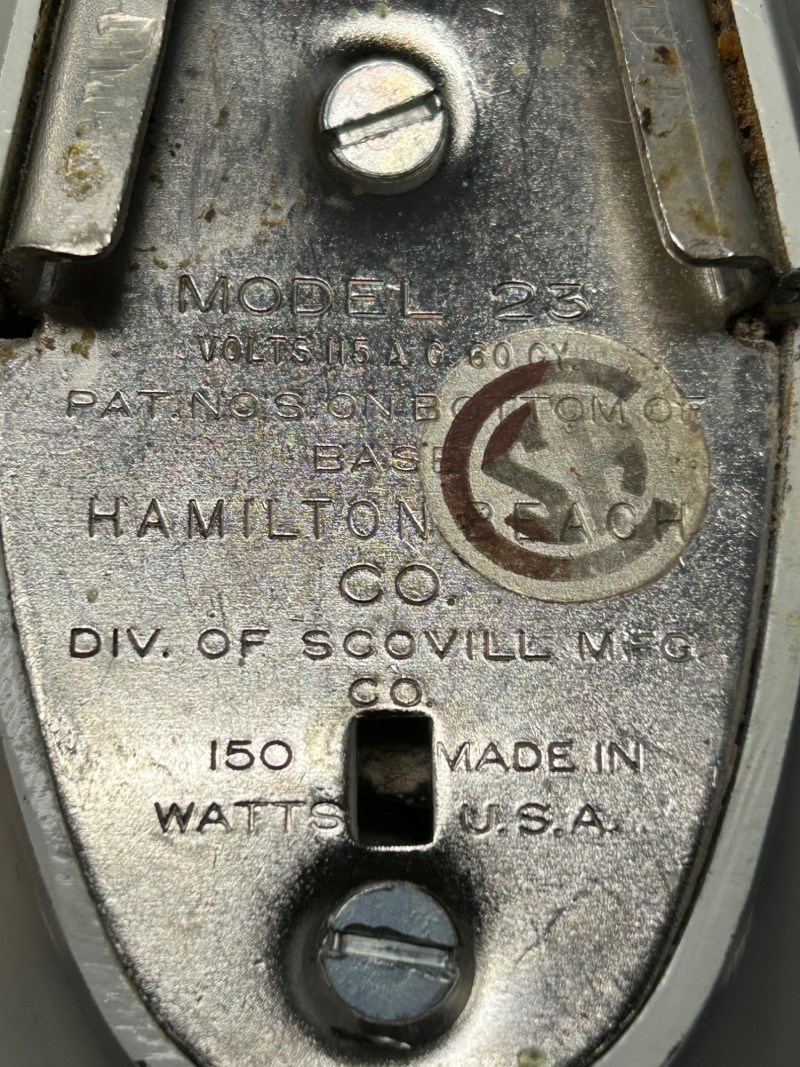 MODEL 23
VOLTS 115 A.C. 60 CY.
PAT. NO S. ON BOTTOM OF
BASE
HAMILTON BEACH
CO.
DIV. OF SCOVILL MFG.
CO.
150 MADE IN
WATTS U.S.A.